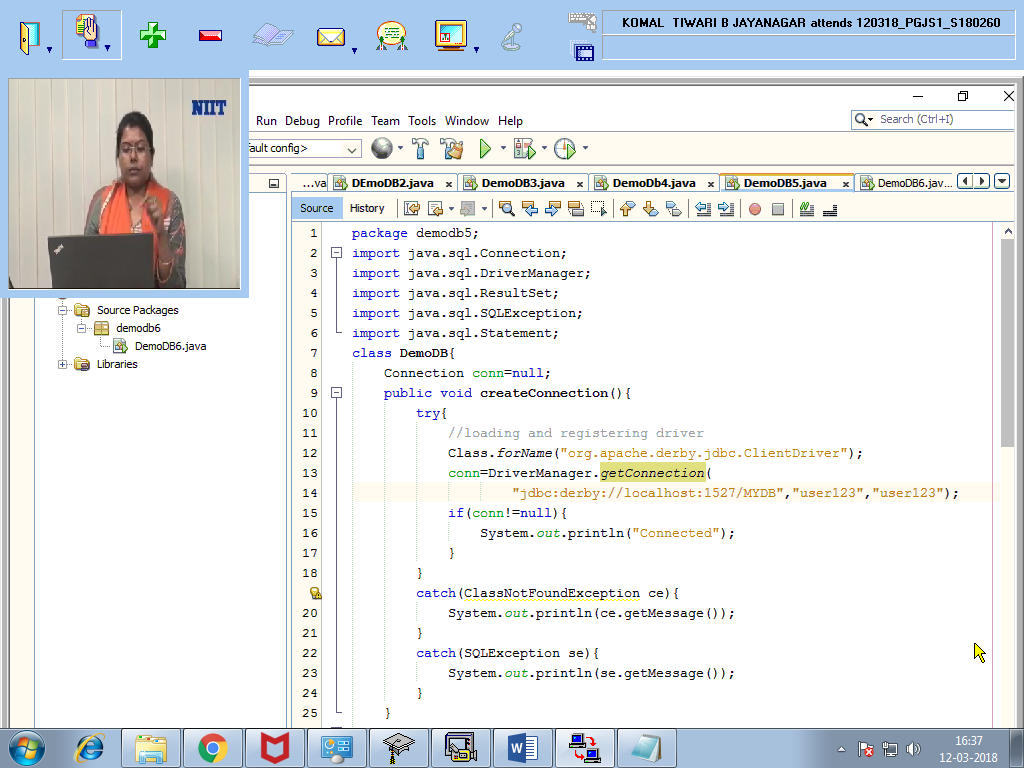 KOMAL TIWARI B JAYANAGAR attends 120318_PGJS1_S180260
NIIT
Run Debug Profile Team Tools Window Help
Search (Ctrl+I)
ault config>
...va
DEmoDB2.java
DemoDB3.java
DemoDb4.java
DemoDB5.java
DemoDB6.jav...
Source History
Source Packages
demodb6
DemoDB6.java
Libraries
1 package demodb5;
2 import java.sql.Connection;
3 import java.sql.DriverManager;
4 import java.sql.ResultSet;
5 import java.sql.SQLException;
6 import java.sql.Statement;
7 class DemoDB{
8 Connection conn=null;
9 public void createConnection(){
10 try{
11 //loading and registering driver
12 Class.forName("org.apache.derby.jdbc.ClientDriver");
13 conn=DriverManager.getConnection(
14 "jdbc:derby://localhost:1527/MYDB","user123","user123");
15 if(conn!=null){
16 System.out.println("Connected");
17 }
18 }
catch(ClassNotFoundException ce){
20 System.out.println(ce.getMessage());
21 }
22 catch(SQLException se){
23 System.out.println(se.getMessage());
24 }
25 }
16:37
12-03-2018